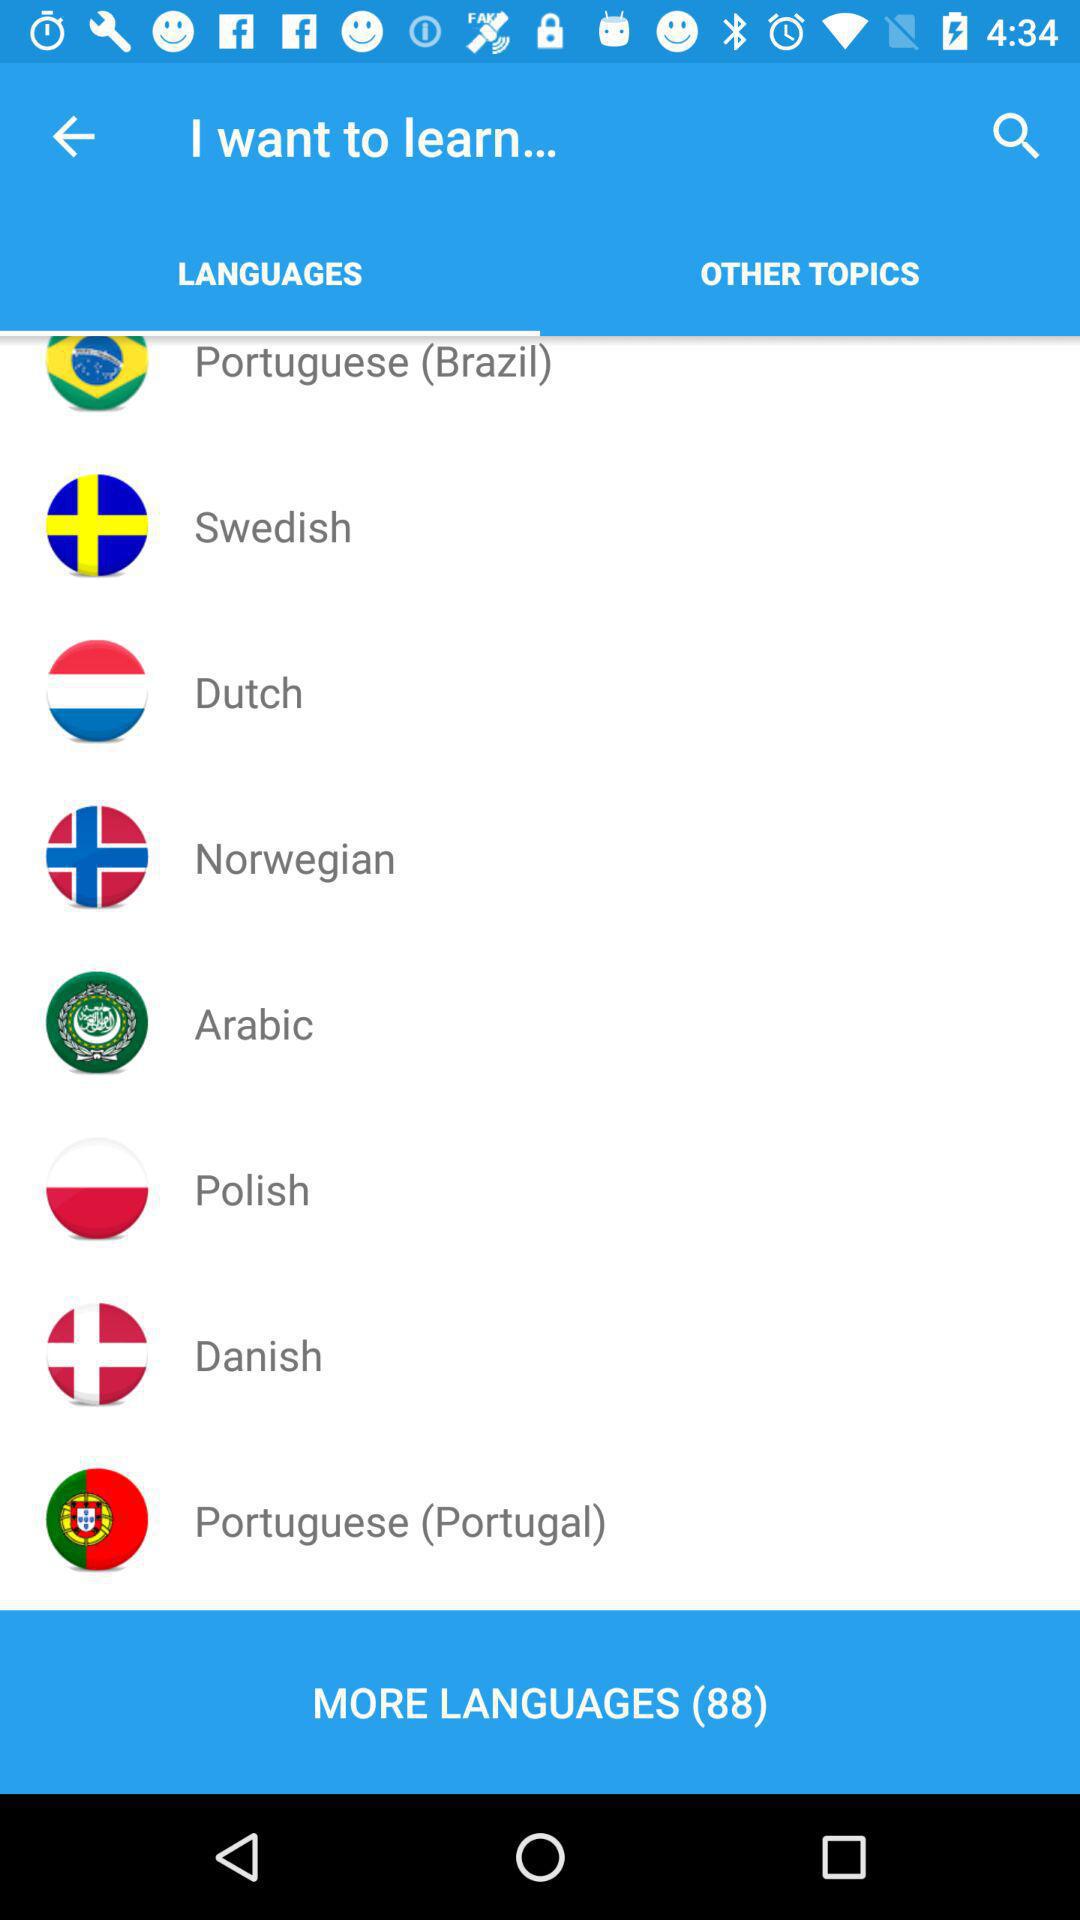 FAKE
4:34
I want to learn...
LANGUAGES
OTHER TOPICS
Portuguese (Brazil)
Swedish
Dutch
Norwegian
Arabic
Polish
Danish
Portuguese (Portugal)
MORE LANGUAGES (88)